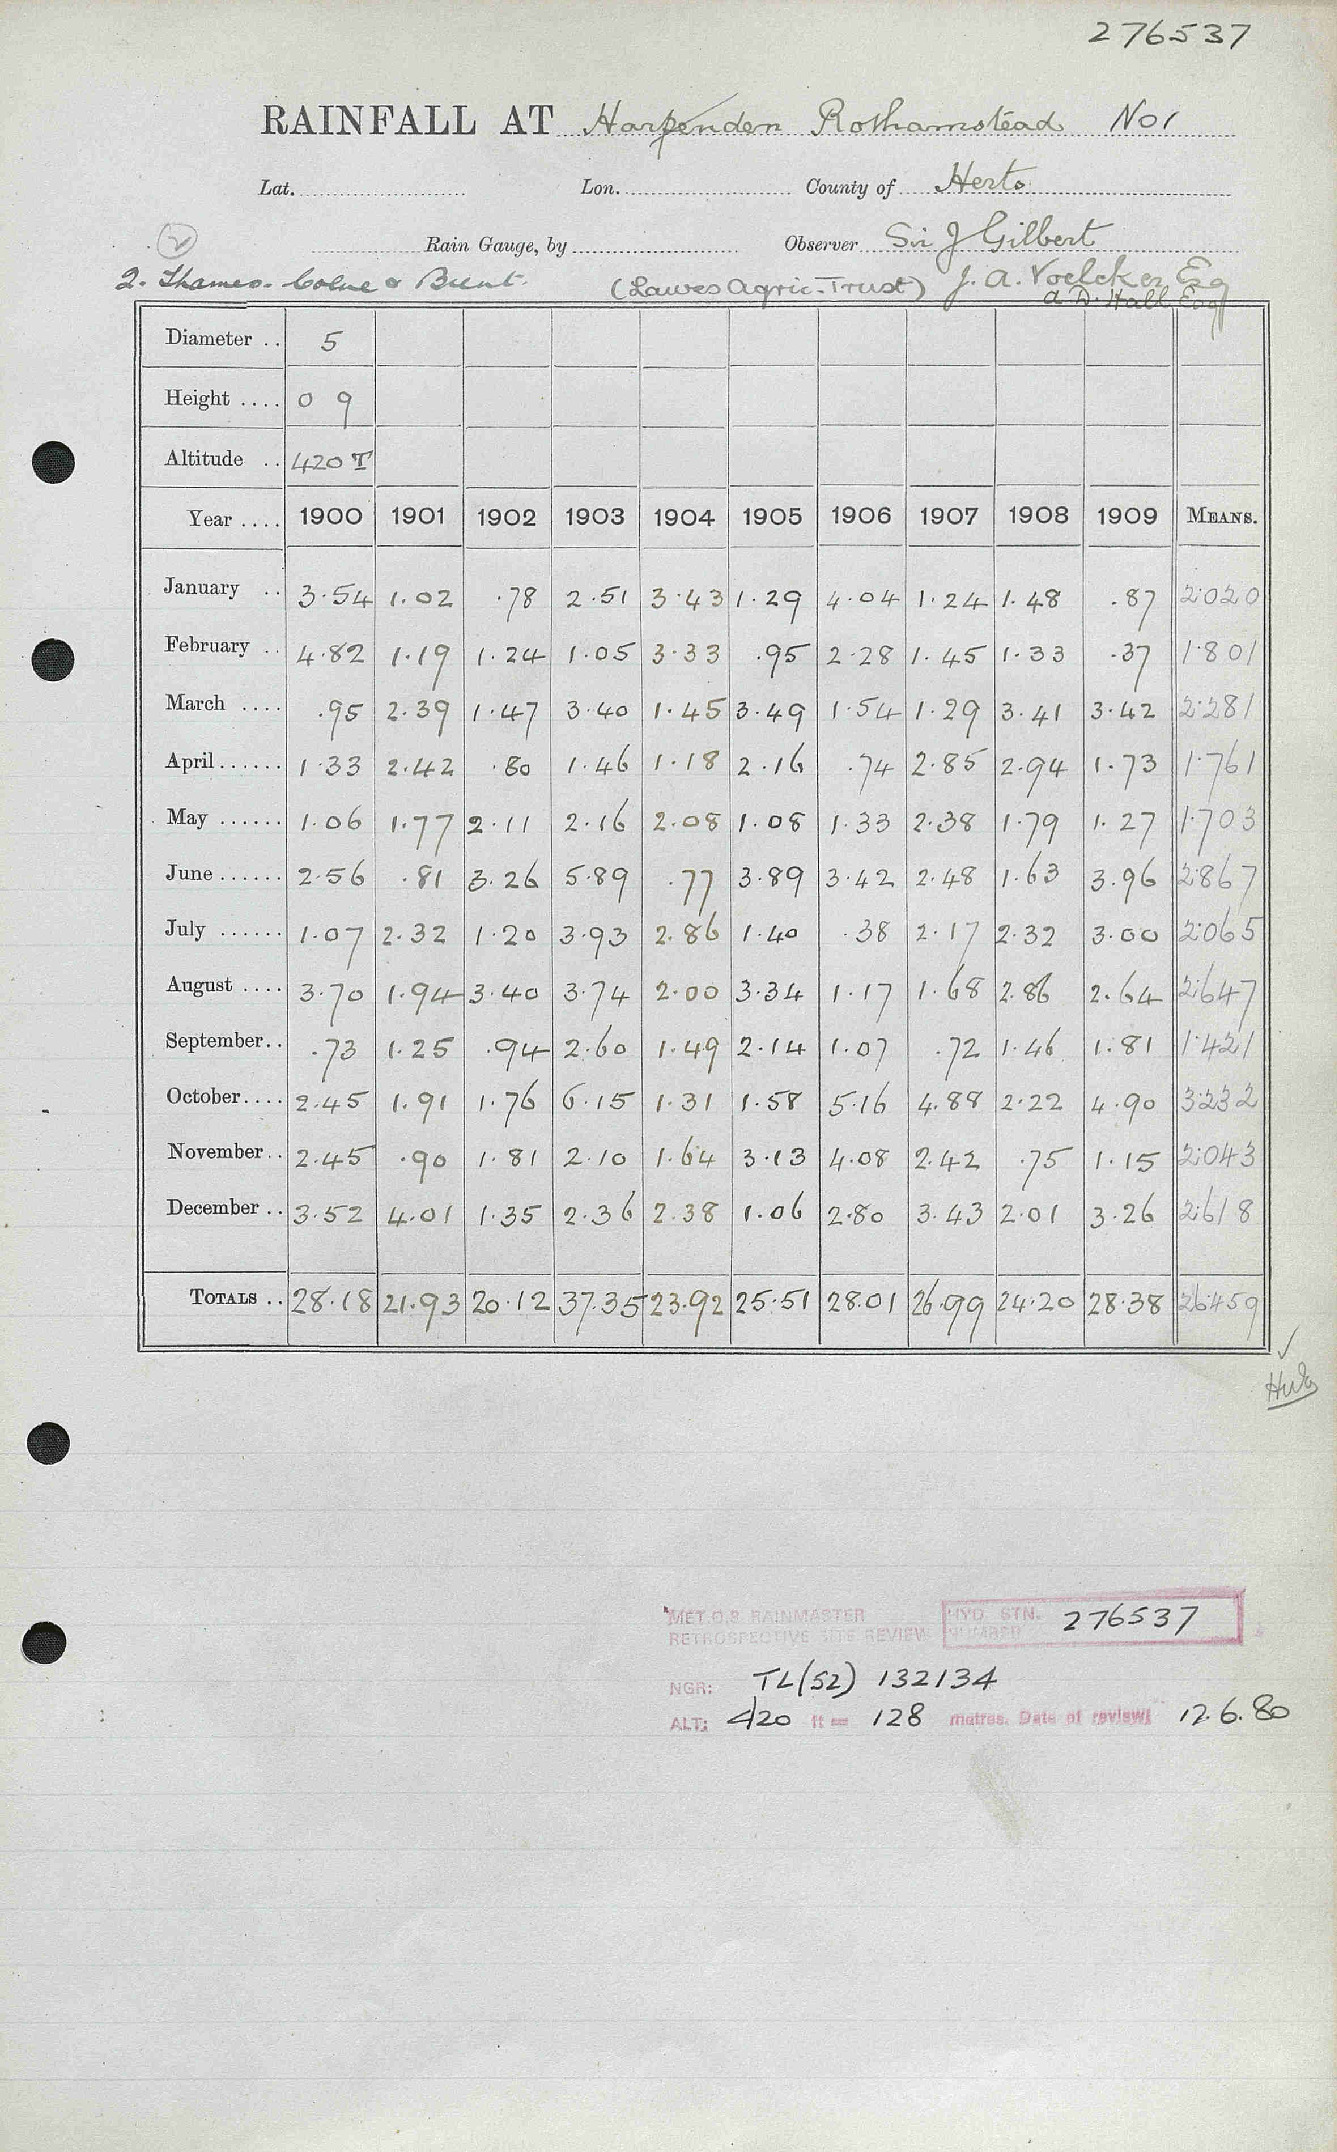 276537
RAINFALL AT Harpenden Rothamstead No 1
Lat. Lon. County of Herts
Rain Gauge, by Observer Sir J Gilbert
2. Thames. Colne & Brent. (Lawes Agric. Trust) J. A. Voelcker Esq
A. D. Hall Esq
Diameter .. 5
Height .... 0 9
Altitude .. 420 T
Year .... 1900 1901 1902 1903 1904 1905 1906 1907 1908 1909 MEANS.
January .. 3.54 1.02 .78 2.51 3.43 1.29 4.04 1.24 1.48 .87 2.020
February .. 4.82 1.19 1.24 1.05 3.33 .95 2.28 1.45 1.33 .37 1.801
March .... .95 2.39 1.47 3.40 1.45 3.49 1.54 1.29 3.41 3.42 2.281
April ...... 1.33 2.42 .80 1.46 1.18 2.16 .74 2.85 2.94 1.73 1.761
May ...... 1.06 1.77 2.11 2.16 2.08 1.08 1.33 2.38 1.79 1.27 1.703
June ...... 2.56 .81 3.26 5.89 .77 3.89 3.42 2.48 1.63 3.96 2.867
July ...... 1.07 2.32 1.20 3.93 2.86 1.40 .38 2.17 2.32 3.00 2.065
August .... 3.70 1.94 3.40 3.74 2.00 3.34 1.17 1.68 2.86 2.64 2.647
September.. .73 1.25 .94 2.60 1.49 2.14 1.07 .72 1.46 1.81 1.421
October.... 2.45 1.91 1.76 6.15 1.31 1.58 5.16 4.88 2.22 4.90 3.232
November.. 2.45 .90 1.81 2.10 1.64 3.13 4.08 2.42 .75 1.15 2.043
December .. 3.52 4.01 1.35 2.36 2.38 1.06 2.80 3.43 2.01 3.26 2.618
TOTALS .. 28.18 21.93 20.12 37.35 23.92 25.51 28.01 26.99 24.20 28.38 26.459
MET.O.8 RAINMASTER HYD. STN. 276537
RETROSPECTIVE SITE REVIEW NUMBER
NGR: TL(52) 132134
ALT: 420 ft = 128 metres. Date of review: 12.6.80